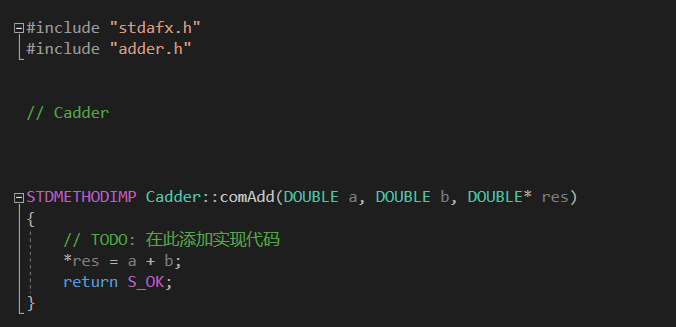 #include "stdafx.h"
#include "adder.h"
// Cadder
STDMETHODIMP Cadder::comAdd(DOUBLE a, DOUBLE b, DOUBLE* res)
{
// TODO: 在此添加实现代码
*res = a + b;
return S_OK;
}